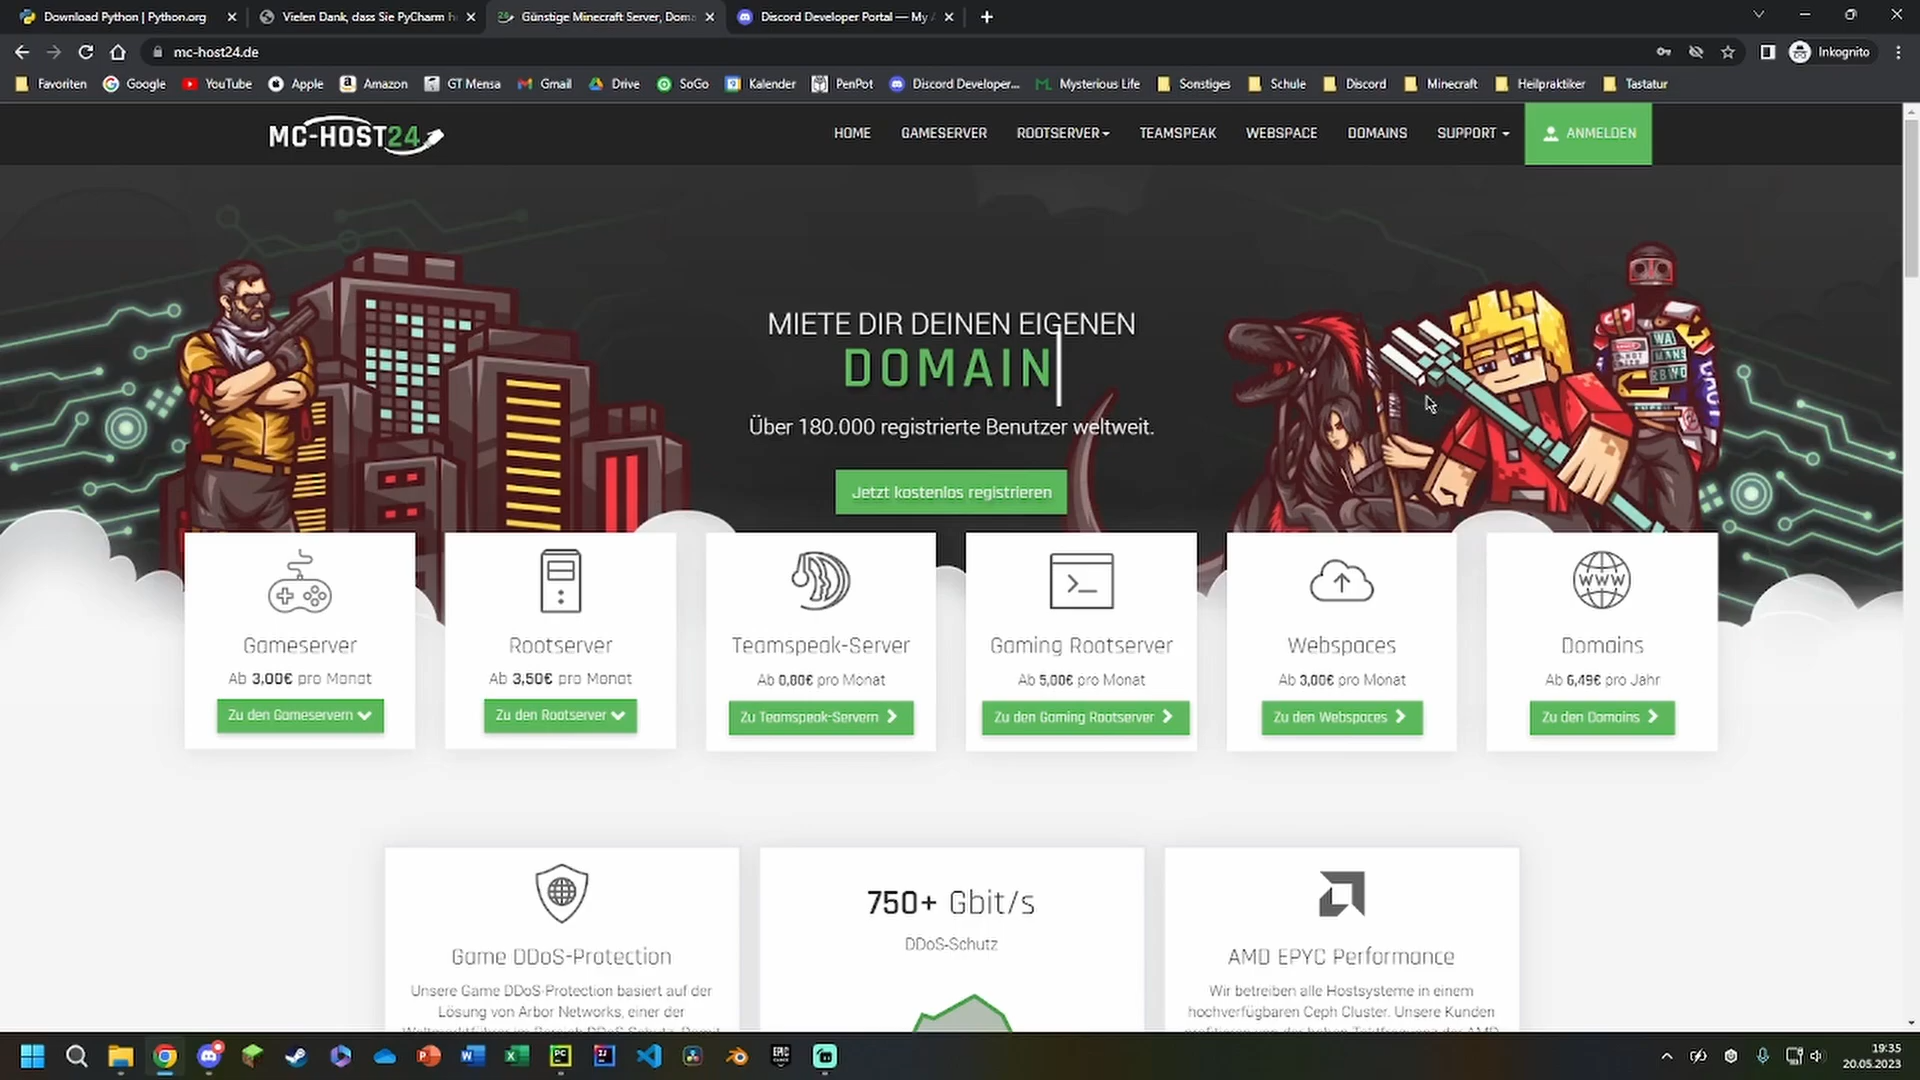 Download Python | Python.org
Vielen Dank, dass Sie PyCharm h
Günstige Minecraft Server, Doma
Discord Developer Portal — My A
mc-host24.de
Inkognito
Favoriten
Google
YouTube
Apple
Amazon
GT Mensa
Gmail
Drive
SoGo
Kalender
PenPot
Discord Developer...
Mysterious Life
Sonstiges
Schule
Discord
Minecraft
Heilpraktiker
Tastatur
MC-HOST24
HOME
GAMESERVER
ROOTSERVER
TEAMSPEAK
WEBSPACE
DOMAINS
SUPPORT
ANMELDEN
MIETE DIR DEINEN EIGENEN
DOMAIN
Über 180.000 registrierte Benutzer weltweit.
Jetzt kostenlos registrieren
Gameserver
Ab 3,00€ pro Monat
Zu den Gameservern
Rootserver
Ab 3,50€ pro Monat
Zu den Rootserver
Teamspeak-Server
Ab 0,80€ pro Monat
Zu Teamspeak-Servern
Gaming Rootserver
Ab 5,00€ pro Monat
Zu den Gaming Rootserver
Webspaces
Ab 3,00€ pro Monat
Zu den Webspaces
WWW
Domains
Ab 6,49€ pro Jahr
Zu den Domains
Game DDoS-Protection
Unsere Game DDoS-Protection basiert auf der
Lösung von Arbor Networks, einer der
750+ Gbit/s
DDoS-Schutz
AMD EPYC Performance
Wir betreiben alle Hostsysteme in einem
hochverfügbaren Ceph Cluster. Unsere Kunden
19:35
20.05.2023